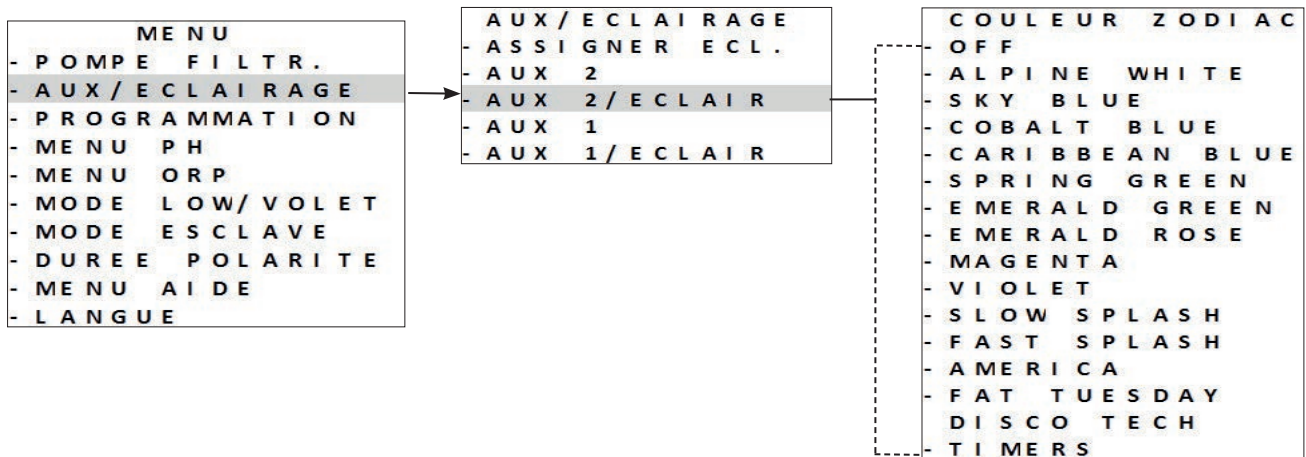 MENU
- POMPE FILTR.
- AUX/ECLAIRAGE
- PROGRAMMATION
- MENU PH
- MENU ORP
- MODE LOW/VOLET
- MODE ESCLAVE
- DUREE POLARITE
- MENU AIDE
- LANGUE
AUX/ECLAIRAGE
- ASSIGNER ECL.
- AUX 2
- AUX 2/ECLAIR
- AUX 1
- AUX 1/ECLAIR
COULEUR ZODIAC
- OFF
- ALPINE WHITE
- SKY BLUE
- COBALT BLUE
- CARIBBEAN BLUE
- SPRING GREEN
- EMERALD GREEN
- EMERALD ROSE
- MAGENTA
- VIOLET
- SLOW SPLASH
- FAST SPLASH
- AMERICA
- FAT TUESDAY
DISCO TECH
- TIMERS